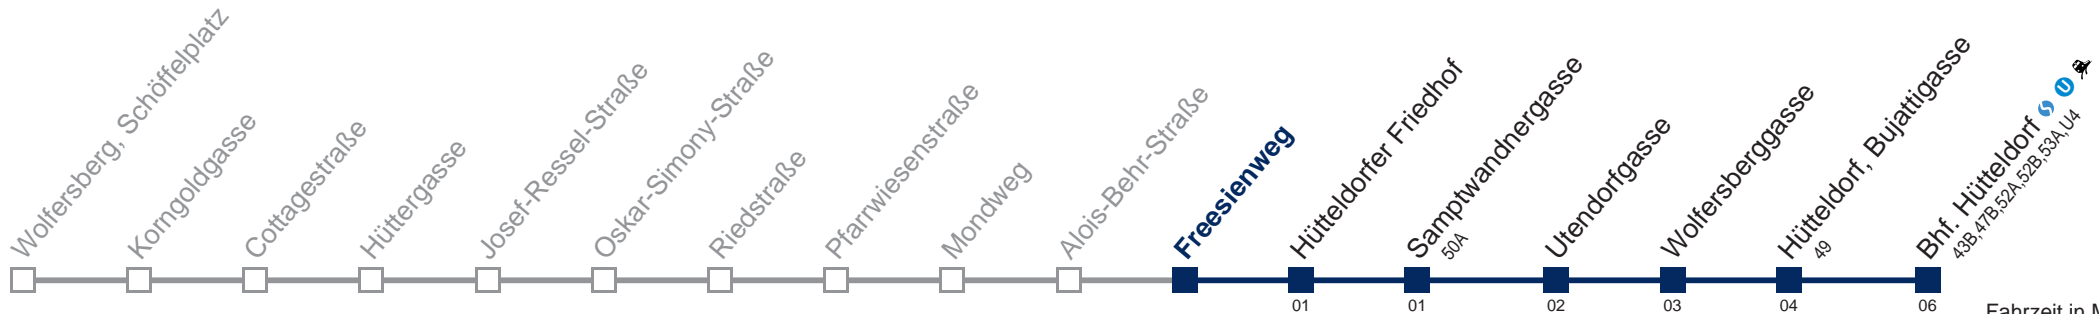 Wolfersberg, Schöffelplatz
Korngoldgasse
Cottagestraße
Hüttergasse
Josef-Ressel-Straße
Oskar-Simony-Straße
Riedstraße
Pfarrwiesenstraße
Mondweg
Alois-Behr-Straße
Freesienweg
Hütteldorfer Friedhof
01
Samptwandnergasse
50A
01
Utendorfgasse
02
Wolfersberggasse
03
Hütteldorf, Bujattigasse
49
04
Bhf. Hütteldorf S U
43B,47B,52A,52B,53A,U4
06
Fahrzeit in M